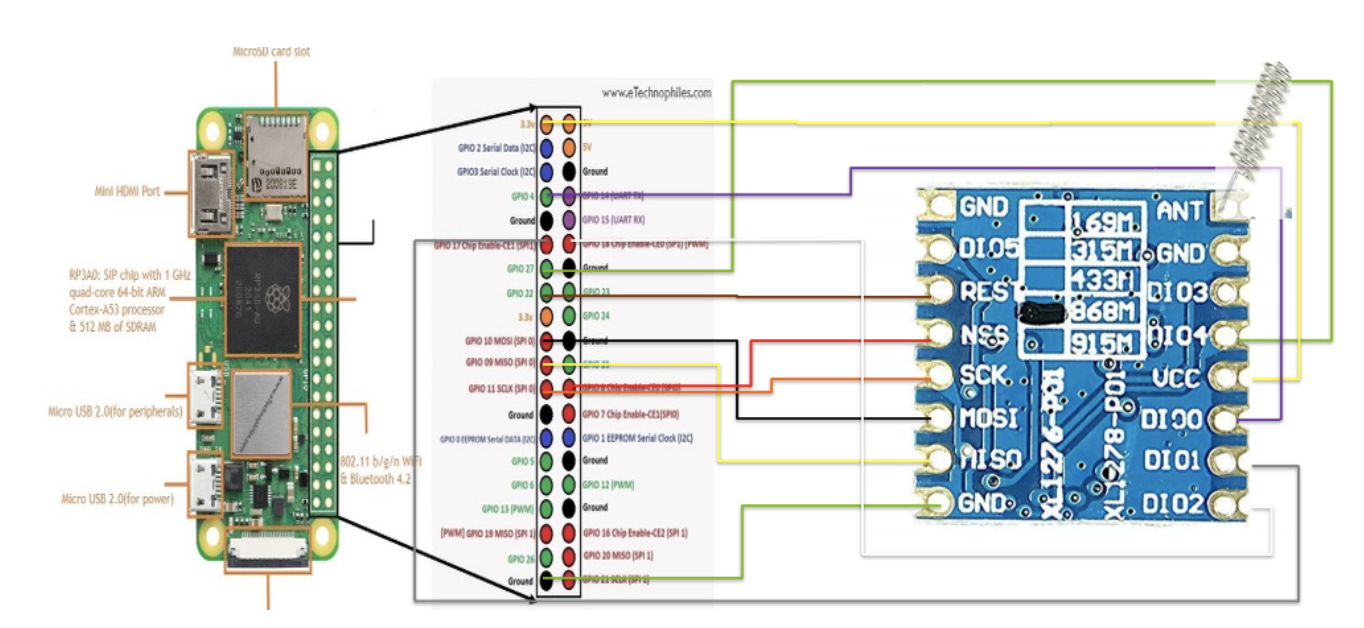 MicroSD card slot
www.eTechnophiles.com
Mini HDMI Port
RP3A0: SIP chip with 1 GHz
quad-core 64-bit ARM
Cortex-A53 processor
& 512 MB of SDRAM
Micro USB 2.0(for peripherals)
Micro USB 2.0(for power)
802.11 b/g/n WiFi
& Bluetooth 4.2
3.3v 5V
GPIO 2 Serial Data (I2C) 5V
GPIO3 Serial Clock (I2C) Ground
GPIO 4 GPIO 14 (UART TX)
Ground GPIO 15 (UART RX)
GPIO 17 Chip Enable-CE1 (SPI1) GPIO 18 Chip Enable-CE0 (SP1) [PWM]
GPIO 27 Ground
GPIO 22 GPIO 23
3.3v GPIO 24
GPIO 10 MOSI (SPI 0) Ground
GPIO 09 MISO (SPI 0) GPIO 25
GPIO 11 SCLK (SPI 0) GPIO 8 Chip Enable-CE0 (SPI0)
Ground GPIO 7 Chip Enable-CE1(SPI0)
GPIO 0 EEPROM Serial DATA (I2C) GPIO 1 EEPROM Serial Clock (I2C)
GPIO 5 Ground
GPIO 6 GPIO 12 (PWM)
GPIO 13 (PWM) Ground
[PWM] GPIO 19 MISO (SPI 1) GPIO 16 Chip Enable-CE2 (SPI 1)
GPIO 26 GPIO 20 MISO (SPI 1)
Ground GPIO 21 SCLK (SPI 1)
GND 169M ANT
DIO5 315M GND
REST 433M DIO3
NSS 868M DIO4
915M
SCK VCC
MOSI DIO0
MISO DIO1
GND DIO2
XL1276-P01
XL1278-P01